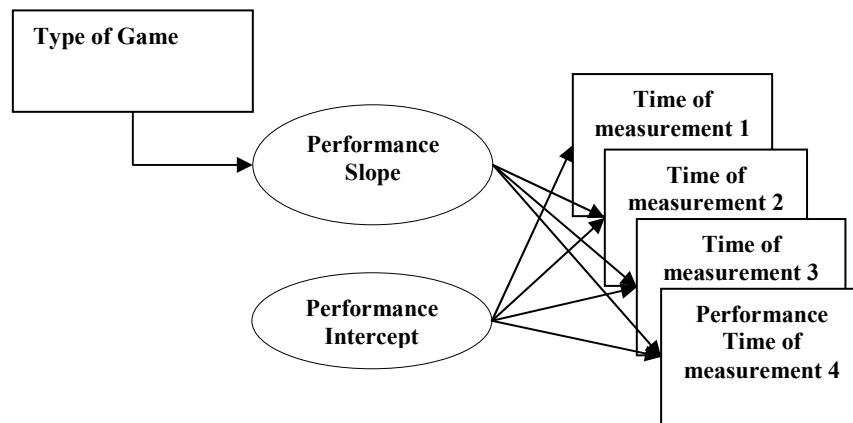 Type of Game
Performance
Slope
Performance
Intercept
Time of
measurement 1
Time of
measurement 2
Time of
measurement 3
Performance
Time of
measurement 4